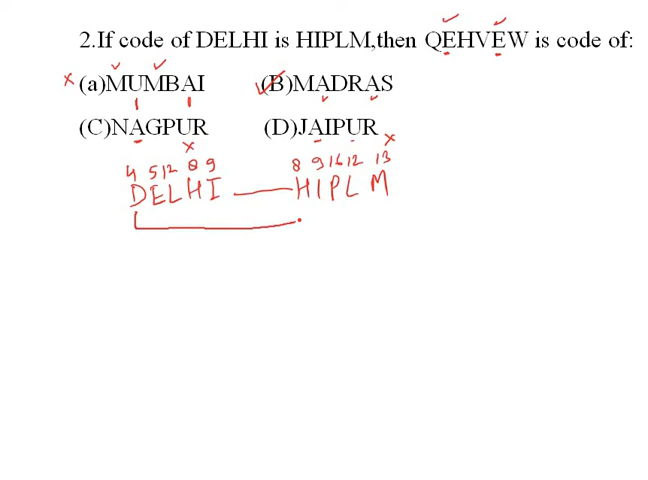 2.If code of DELHI is HIPLM,then QEHVEW is code of:
(a)MUMBAI (B)MADRAS
(C)NAGPUR (D)JAIPUR
4 5 12 8 9 8 9 16 12 13
DELHI — HIPLM